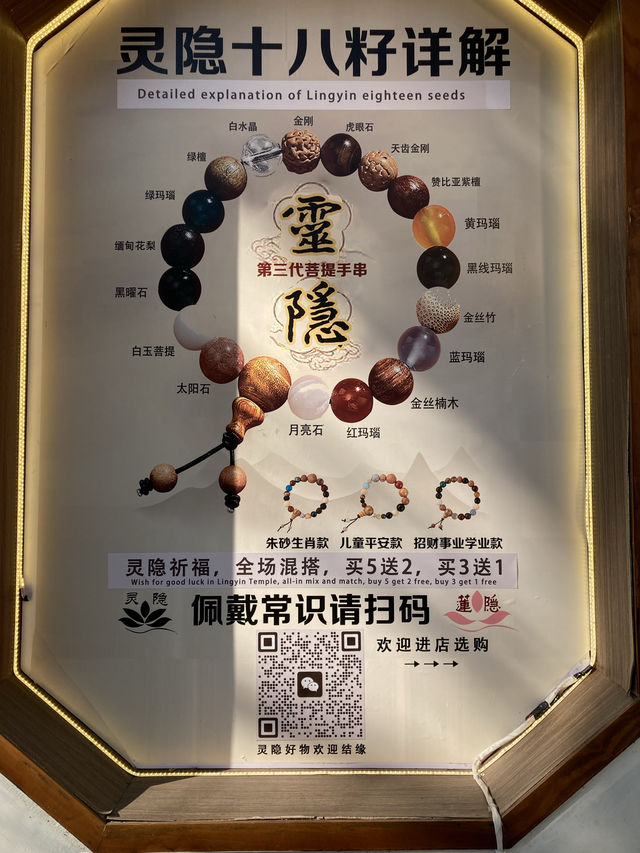 灵隐十八籽详解
Detailed explanation of Lingyin eighteen seeds
金刚
白水晶
虎眼石
天齿金刚
绿檀
赞比亚紫檀
绿玛瑙
黄玛瑙
缅甸花梨
黑线玛瑙
黑曜石
金丝竹
白玉菩提
蓝玛瑙
太阳石
金丝楠木
月亮石
红玛瑙
靈
第三代菩提手串
隱
朱砂生肖款 儿童平安款 招财事业学业款
灵隐祈福，全场混搭，买5送2，买3送1
Wish for good luck in Lingyin Temple, all-in mix and match, buy 5 get 2 free, buy 3 get 1 free
灵隐
佩戴常识请扫码
蓮隐
欢迎进店选购
→→→
灵隐好物欢迎结缘